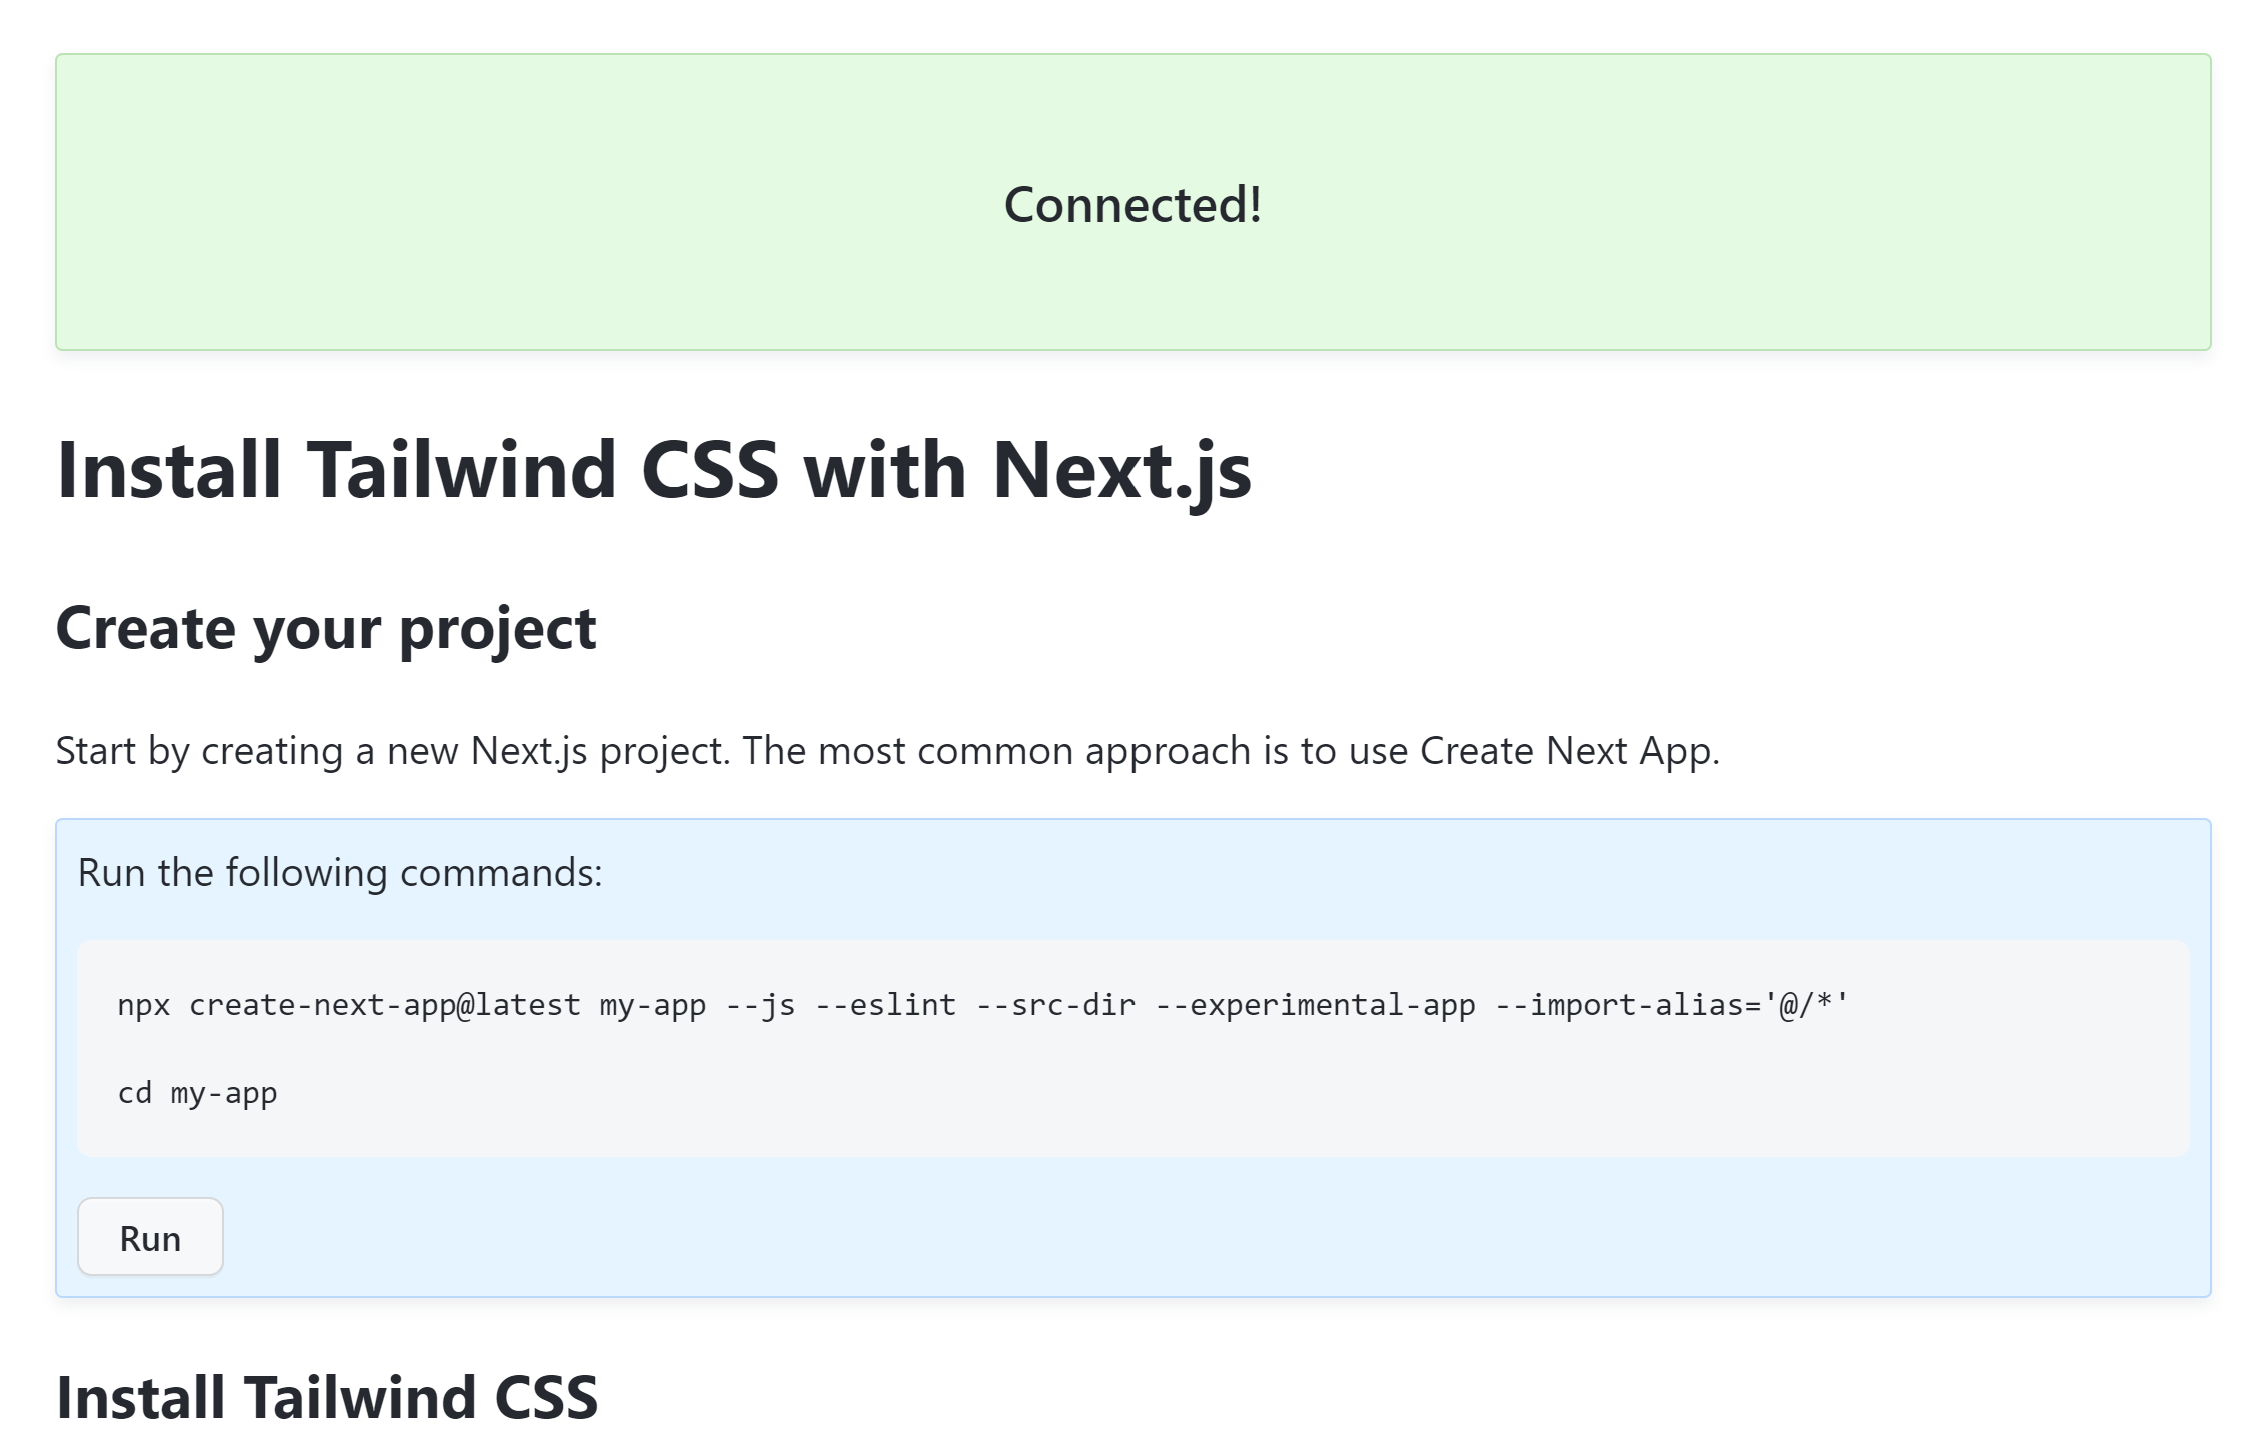 Connected!
Install Tailwind CSS with Next.js
Create your project
Start by creating a new Next.js project. The most common approach is to use Create Next App.
Run the following commands:
npx create-next-app@latest my-app --js --eslint --src-dir --experimental-app --import-alias='@/*'
cd my-app
Run
Install Tailwind CSS